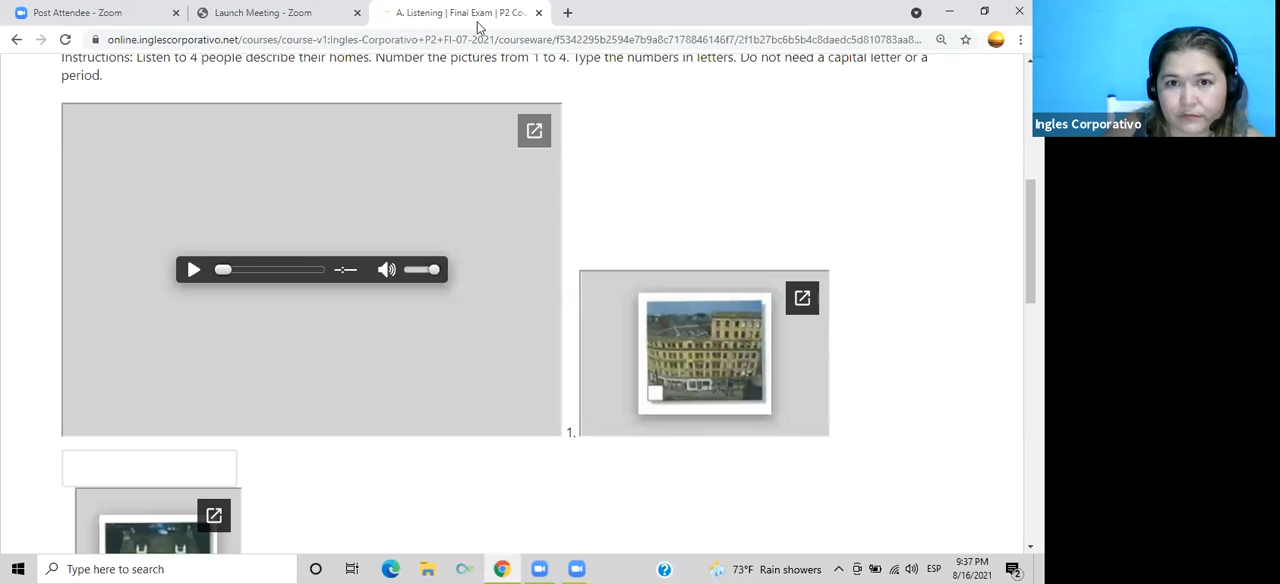 Post Attendee - Zoom
Launch Meeting - Zoom
A. Listening | Final Exam | P2 Co
online.inglescorporativo.net/courses/course-v1:Ingles-Corporativo+P2+FI-07-2021/courseware/f5342295b2594e7b9a8c7178846146f7/2f1b27bc6b5b4c8daedc5d810783aa8...
Instructions: Listen to 4 people describe their homes. Number the pictures from 1 to 4. Type the numbers in letters. Do not need a capital letter or a
period.
Ingles Corporativo
-:--
1.
Type here to search
73°F Rain showers
ESP
9:37 PM
8/16/2021
2